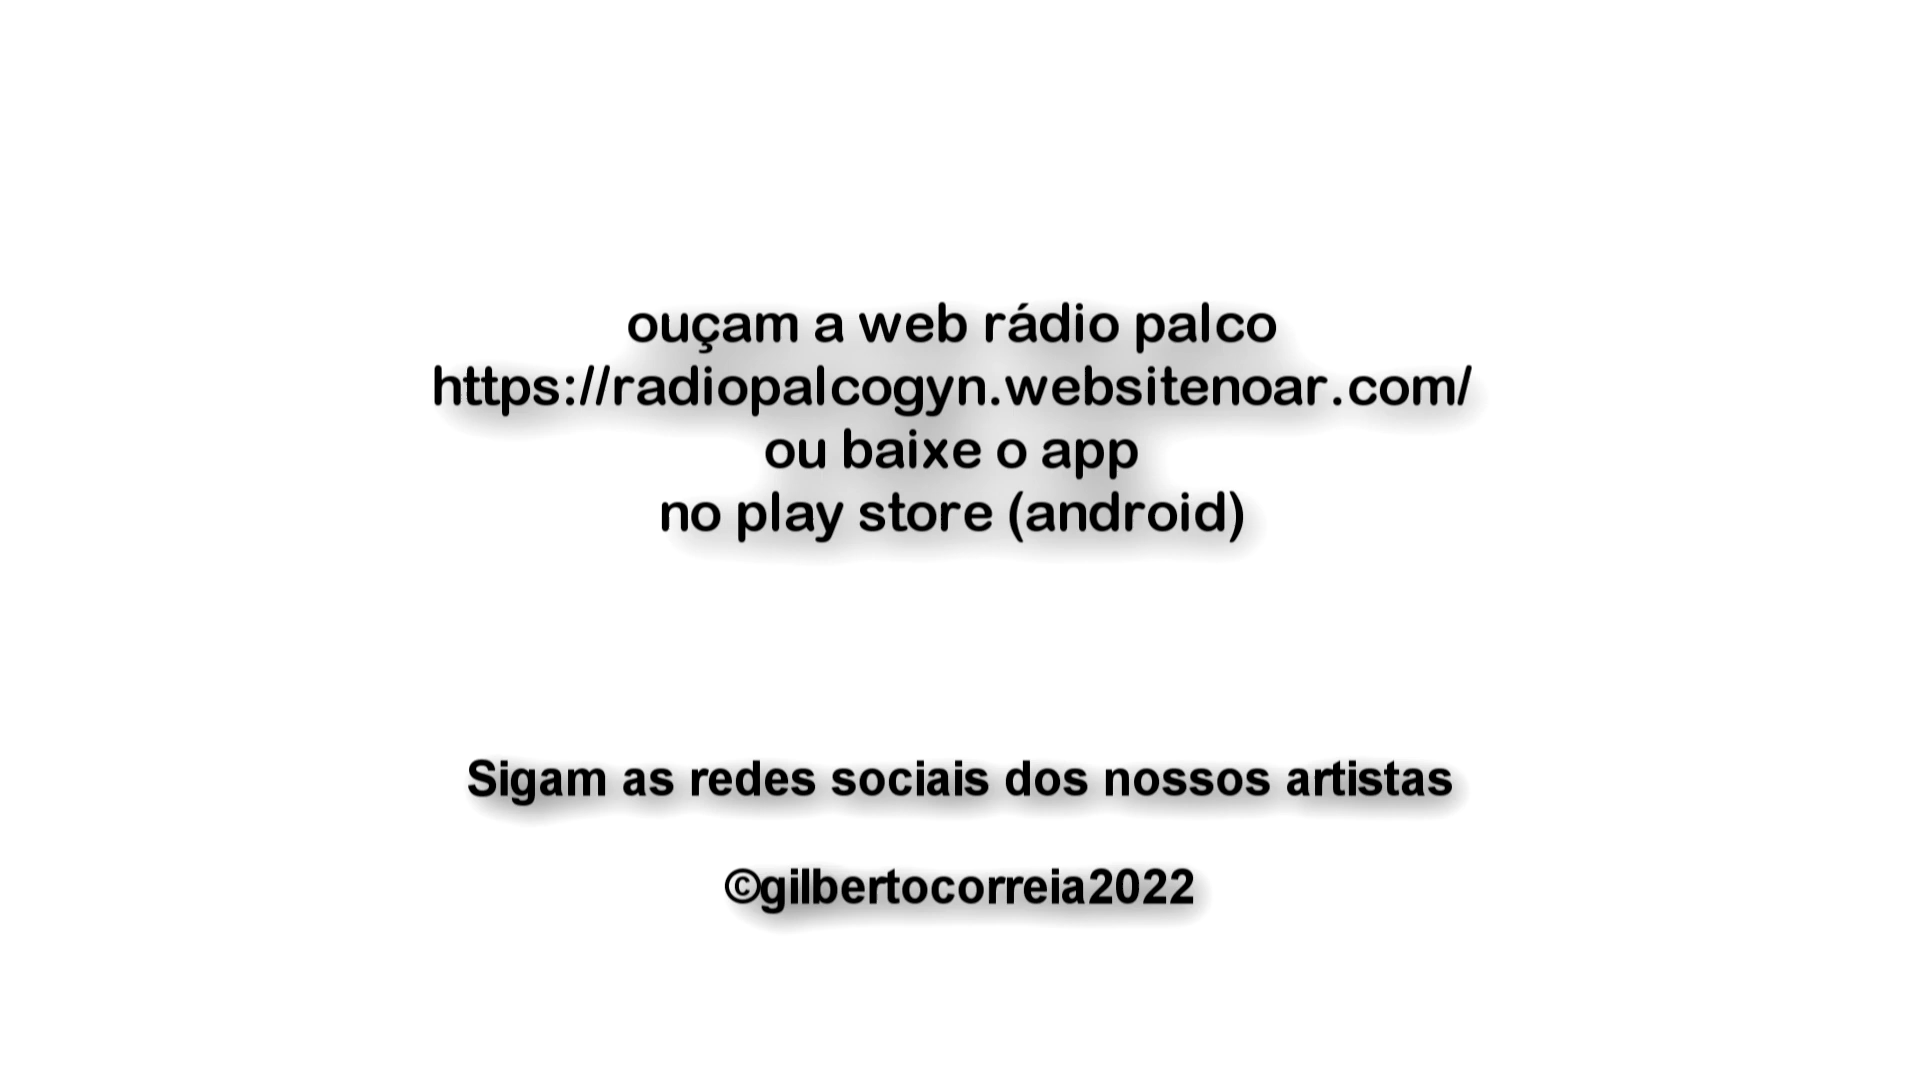 ouçam a web rádio palco
https://radiopalcogyn.websitenoar.com/
ou baixe o app
no play store (android)
Sigam as redes sociais dos nossos artistas
©gilbertocorreia2022